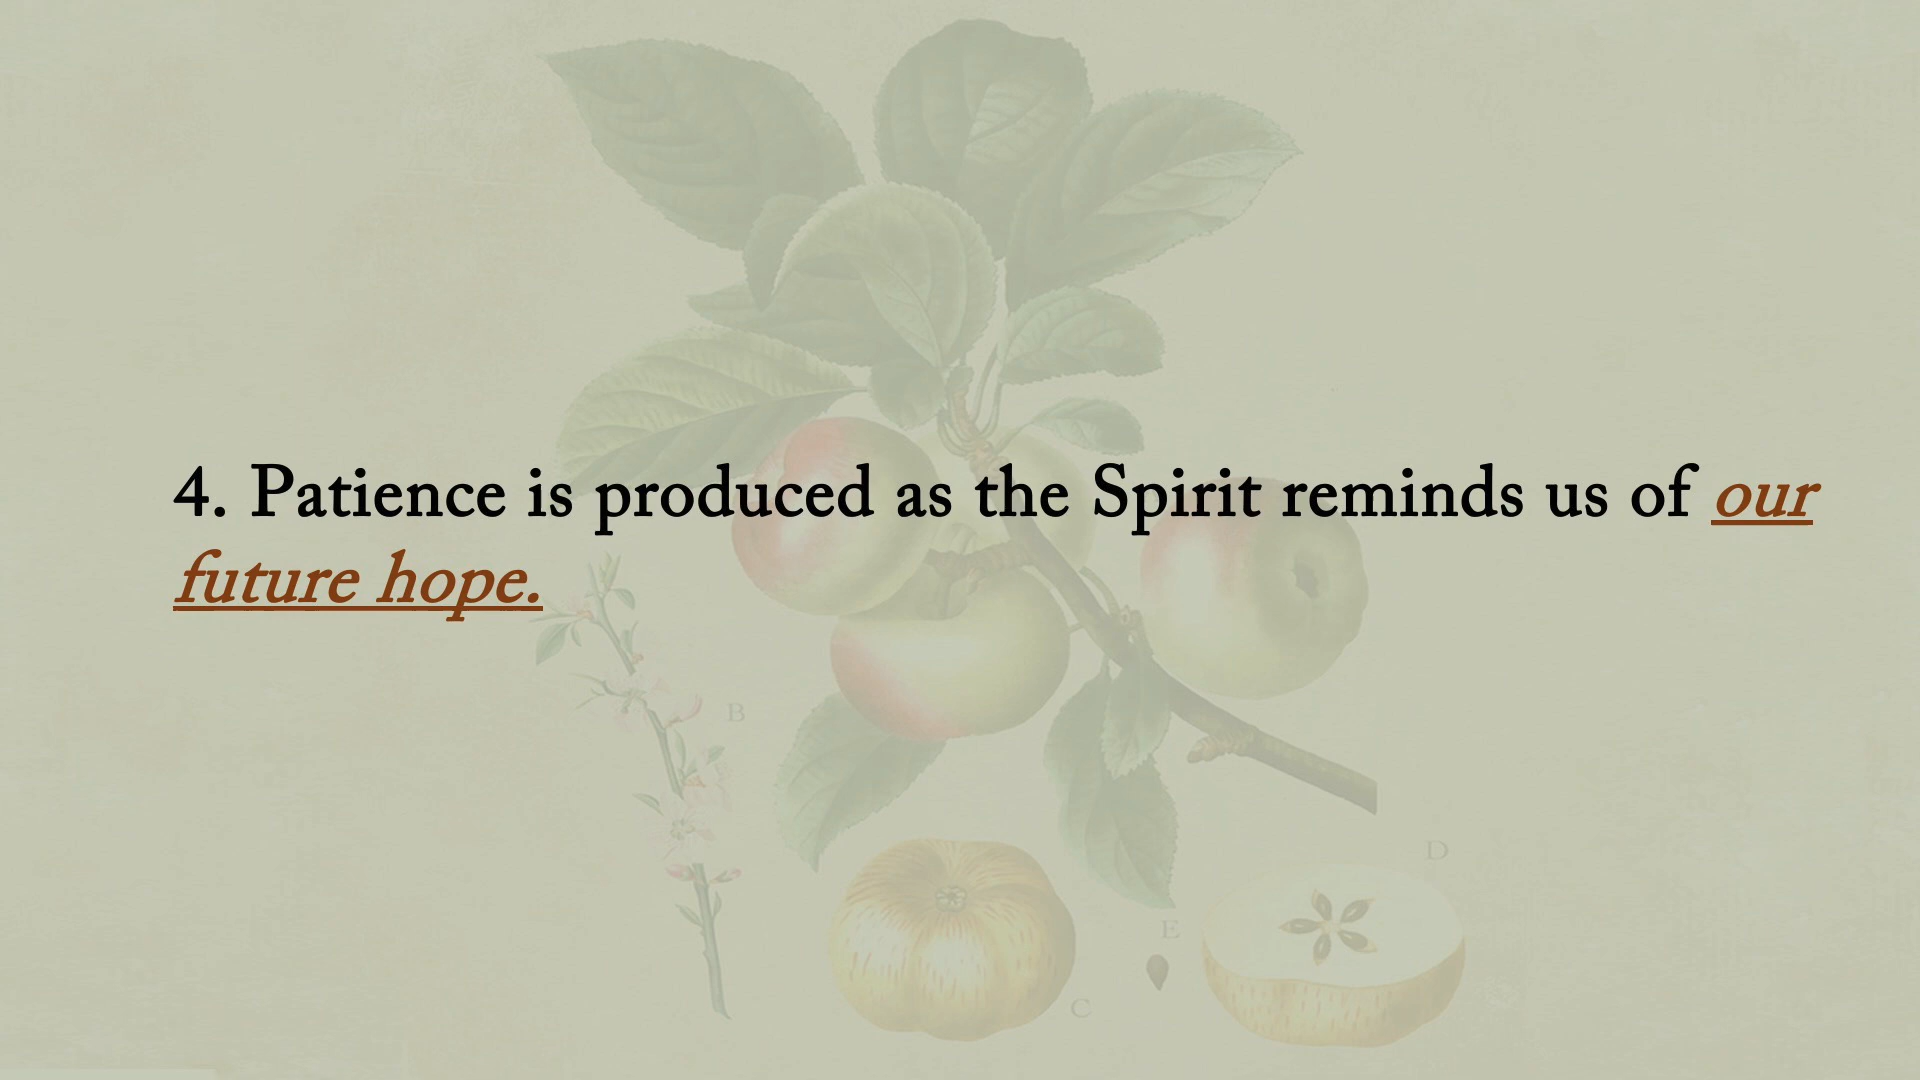 4. Patience is produced as the Spirit reminds us of our
future hope.
B
D
E
C